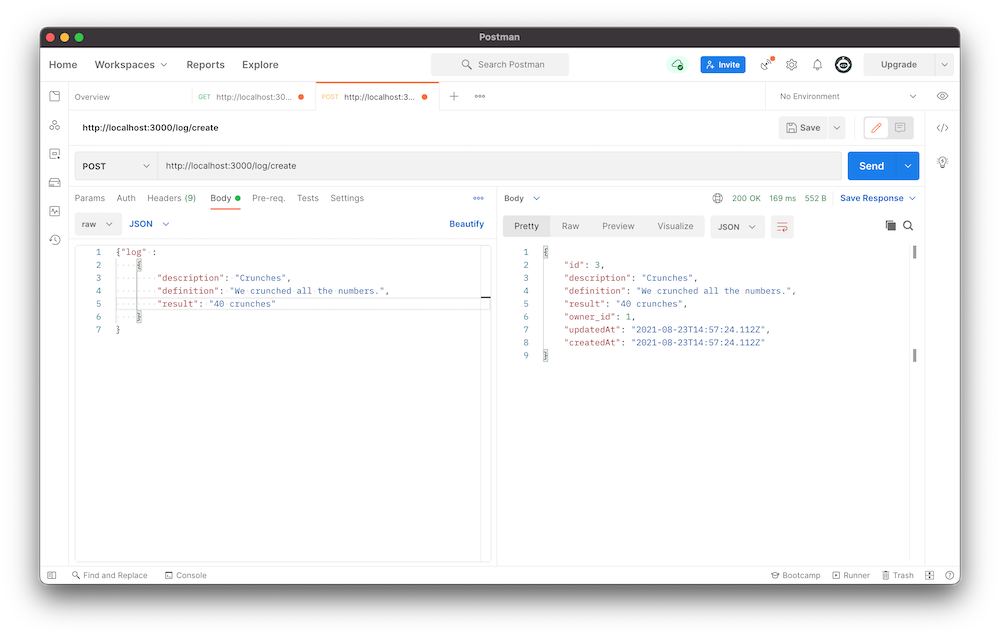 Postman
Home Workspaces Reports Explore Search Postman Invite Upgrade
Overview GET http://localhost:30... POST http://localhost:3... No Environment
http://localhost:3000/log/create Save
POST http://localhost:3000/log/create Send
Params Auth Headers (9) Body Pre-req. Tests Settings
raw JSON Beautify
1 {"log" :
2 {
3 "description": "Crunches",
4 "definition": "We crunched all the numbers.",
5 "result": "40 crunches"
6 }
7 }
Body 200 OK 169 ms 552 B Save Response
Pretty Raw Preview Visualize JSON
1 {
2 "id": 3,
3 "description": "Crunches",
4 "definition": "We crunched all the numbers.",
5 "result": "40 crunches",
6 "owner_id": 1,
7 "updatedAt": "2021-08-23T14:57:24.112Z",
8 "createdAt": "2021-08-23T14:57:24.112Z"
9 }
Find and Replace Console Bootcamp Runner Trash